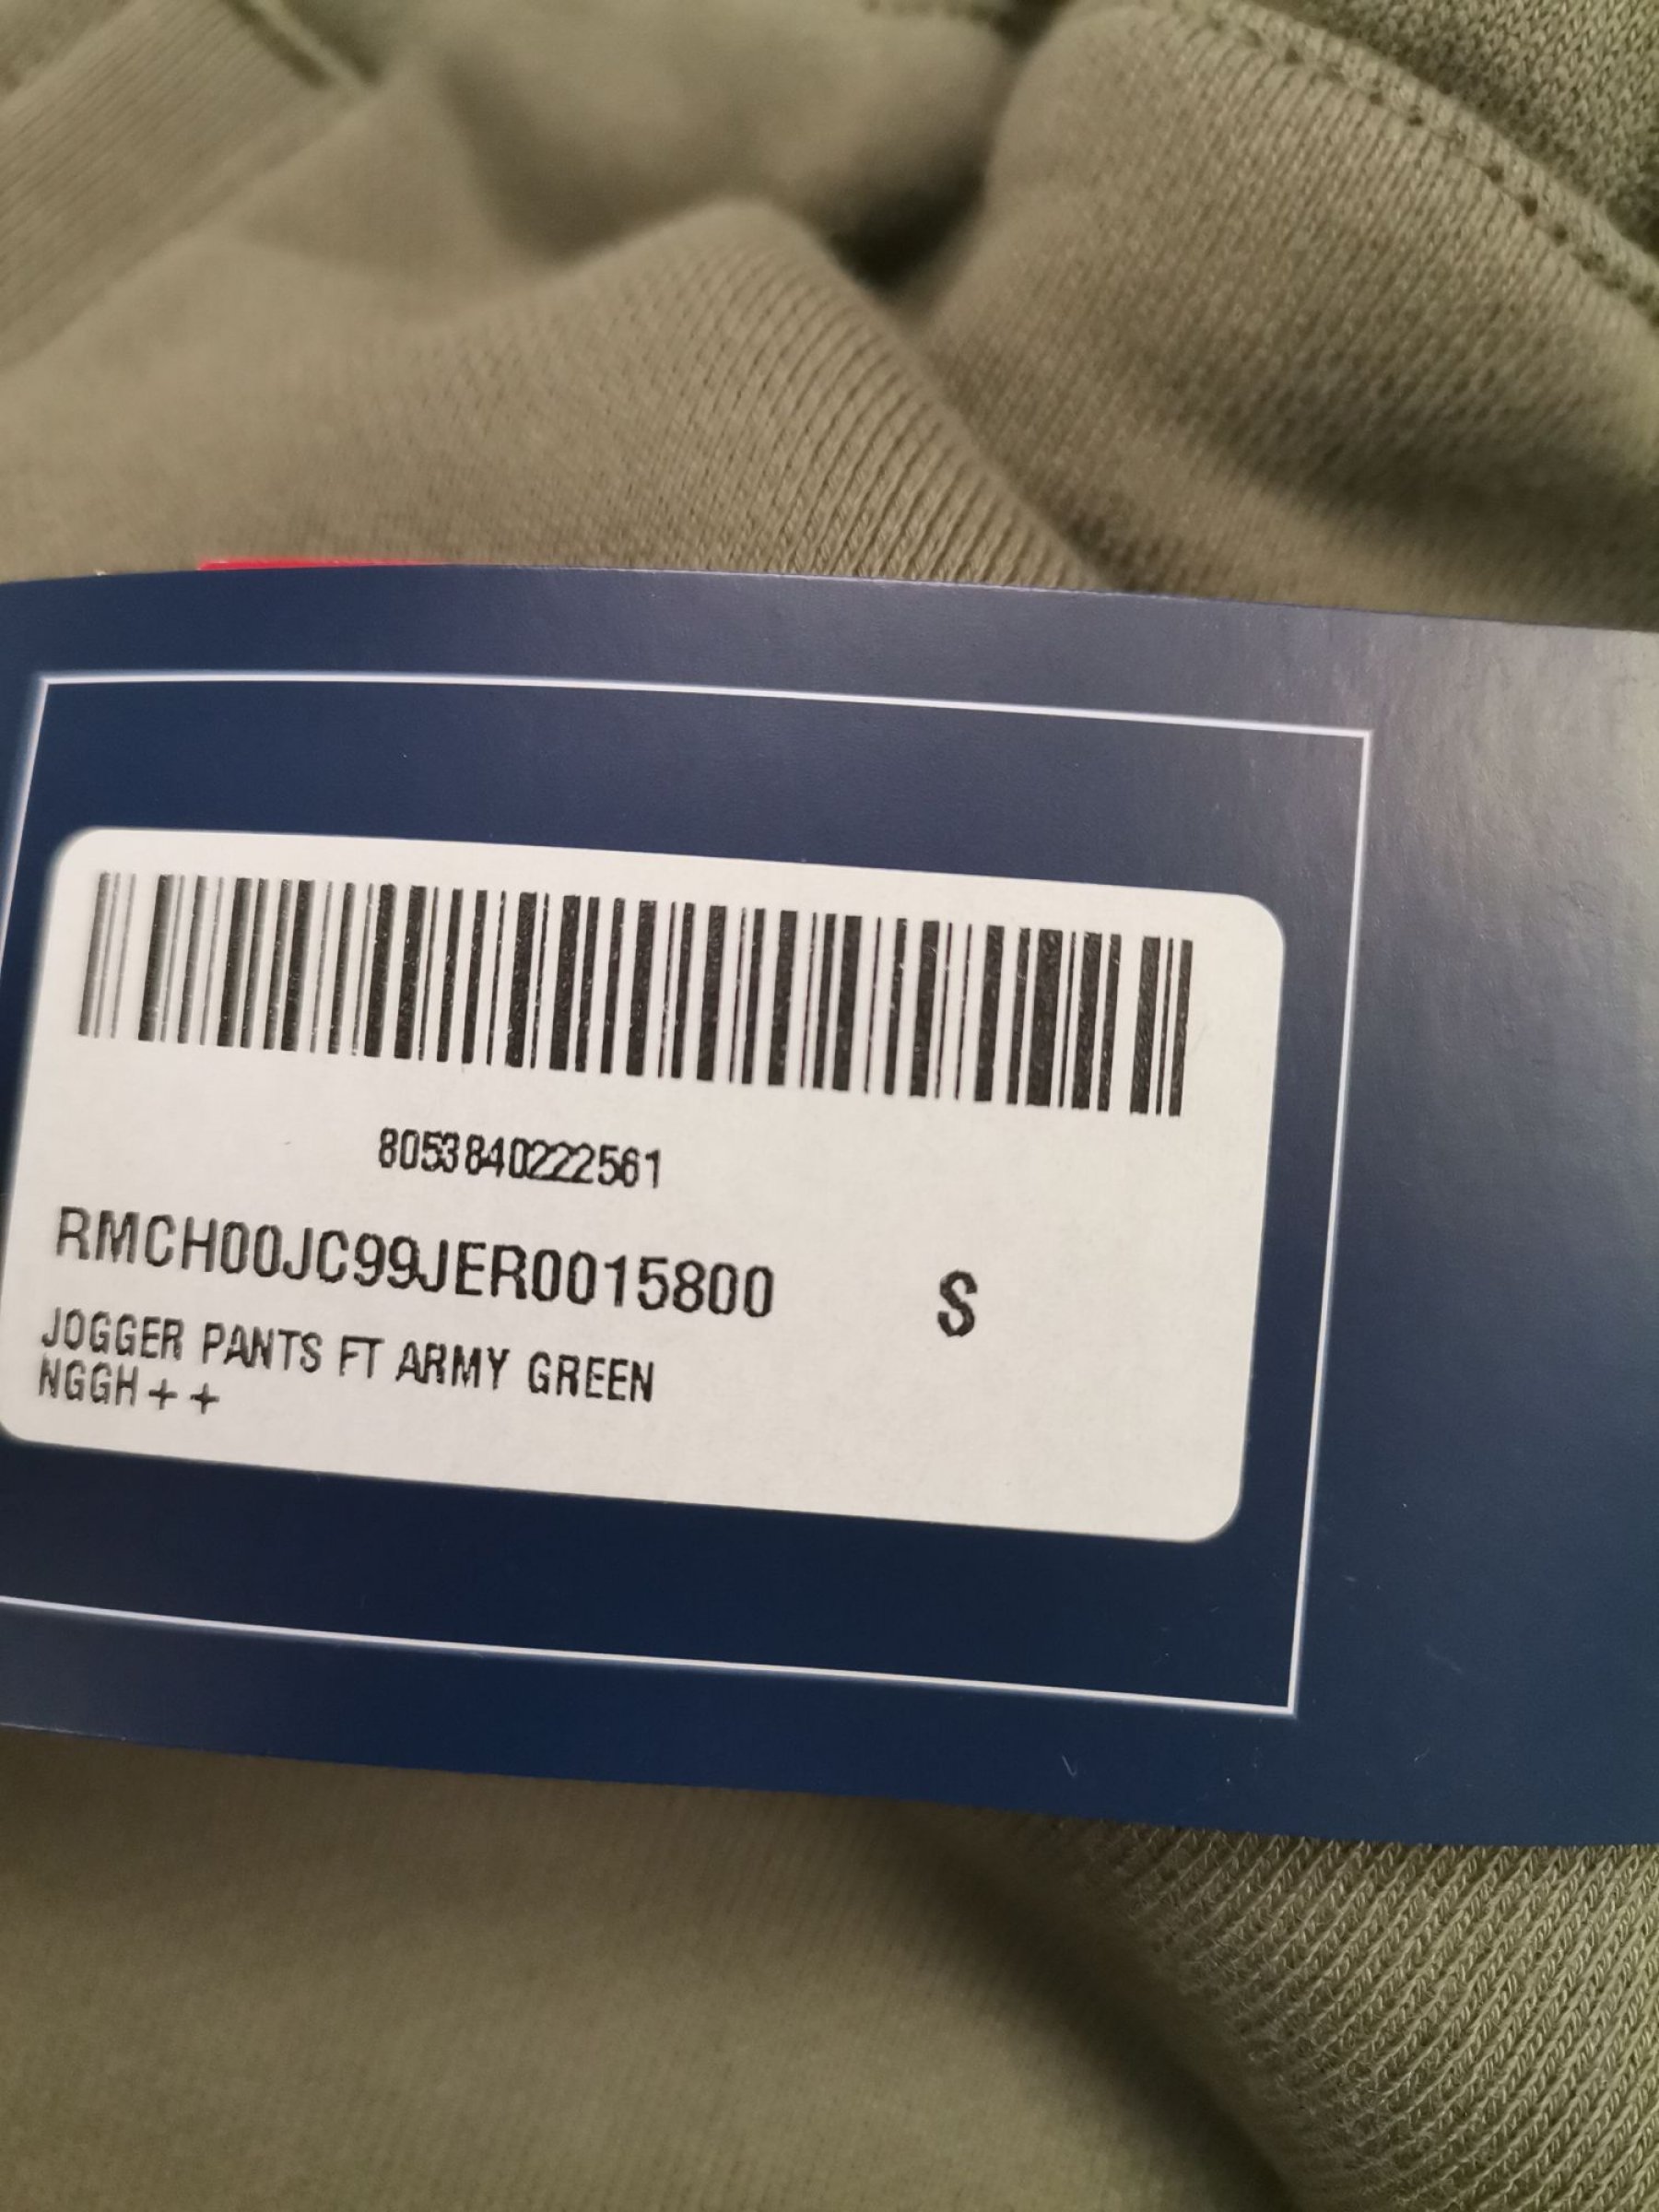 8053840222561
RMCH00JC99JER0015800 S
JOGGER PANTS FT ARMY GREEN
NGGH++